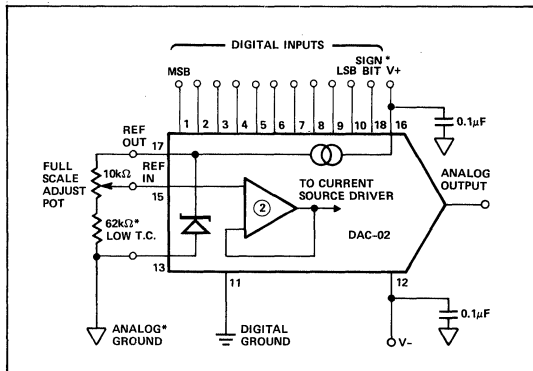 DIGITAL INPUTS
SIGN*
MSB LSB BIT V+
1 2 3 4 5 6 7 8 9 10 18 16
0.1µF
REF
OUT
17
REF
IN
FULL
SCALE
ADJUST
POT
10kΩ
15
TO CURRENT
SOURCE DRIVER
ANALOG
OUTPUT
2
DAC-02
62kΩ*
LOW T.C.
13
11
12
0.1µF
ANALOG*
GROUND
DIGITAL
GROUND
V-